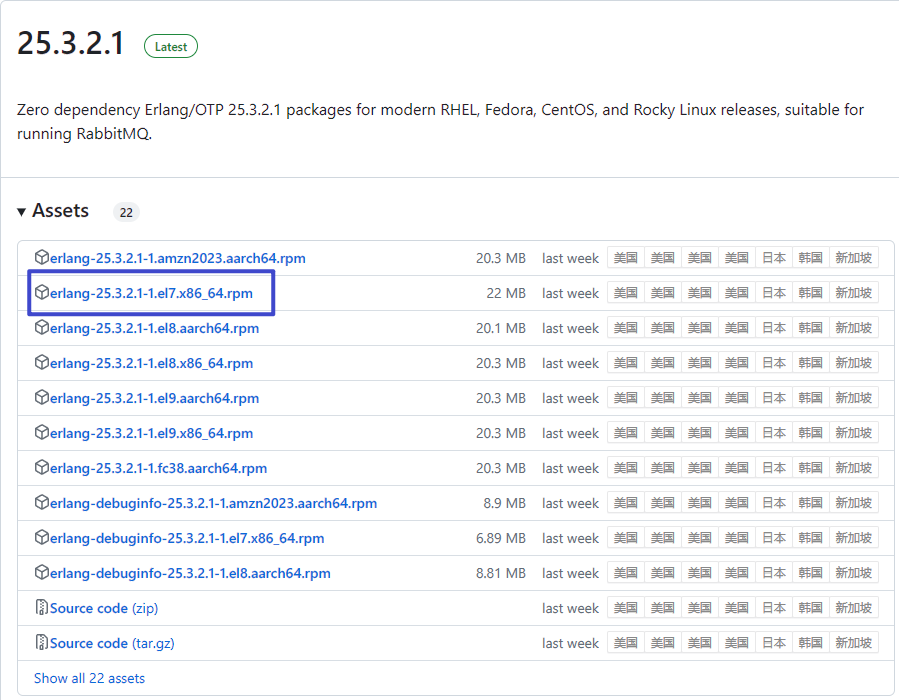 25.3.2.1 Latest
Zero dependency Erlang/OTP 25.3.2.1 packages for modern RHEL, Fedora, CentOS, and Rocky Linux releases, suitable for
running RabbitMQ.
Assets 22
erlang-25.3.2.1-1.amzn2023.aarch64.rpm 20.3 MB last week 美国 美国 美国 美国 日本 韩国 新加坡
erlang-25.3.2.1-1.el7.x86_64.rpm 22 MB last week 美国 美国 美国 美国 日本 韩国 新加坡
erlang-25.3.2.1-1.el8.aarch64.rpm 20.1 MB last week 美国 美国 美国 美国 日本 韩国 新加坡
erlang-25.3.2.1-1.el8.x86_64.rpm 20.3 MB last week 美国 美国 美国 美国 日本 韩国 新加坡
erlang-25.3.2.1-1.el9.aarch64.rpm 20.3 MB last week 美国 美国 美国 美国 日本 韩国 新加坡
erlang-25.3.2.1-1.el9.x86_64.rpm 20.3 MB last week 美国 美国 美国 美国 日本 韩国 新加坡
erlang-25.3.2.1-1.fc38.aarch64.rpm 20.3 MB last week 美国 美国 美国 美国 日本 韩国 新加坡
erlang-debuginfo-25.3.2.1-1.amzn2023.aarch64.rpm 8.9 MB last week 美国 美国 美国 美国 日本 韩国 新加坡
erlang-debuginfo-25.3.2.1-1.el7.x86_64.rpm 6.89 MB last week 美国 美国 美国 美国 日本 韩国 新加坡
erlang-debuginfo-25.3.2.1-1.el8.aarch64.rpm 8.81 MB last week 美国 美国 美国 美国 日本 韩国 新加坡
Source code (zip) last week 美国 美国 美国 美国 日本 韩国 新加坡
Source code (tar.gz) last week 美国 美国 美国 美国 日本 韩国 新加坡
Show all 22 assets